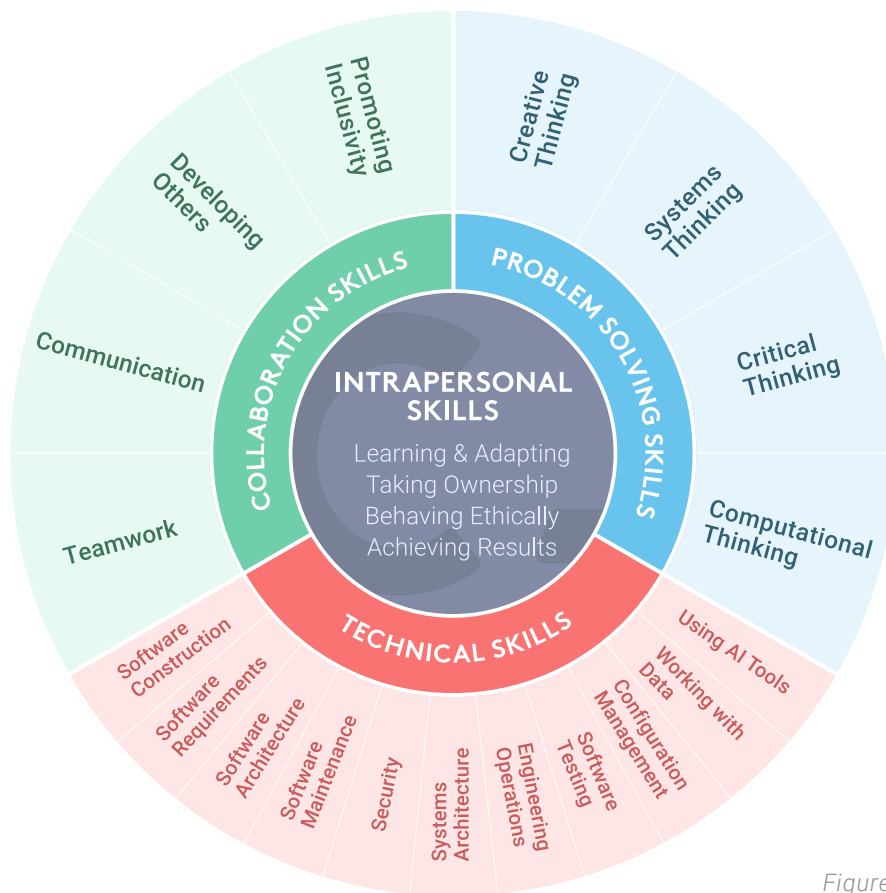 Promoting
Inclusivity
Developing
Others
Communication
Teamwork
COLLABORATION SKILLS
Creative
Thinking
Systems
Thinking
Critical
Thinking
Computational
Thinking
PROBLEM SOLVING SKILLS
INTRAPERSONAL
SKILLS
Learning & Adapting
Taking Ownership
Behaving Ethically
Achieving Results
TECHNICAL SKILLS
Software
Construction
Software
Requirements
Software
Architecture
Software
Maintenance
Security
Systems
Architecture
Engineering
Operations
Software
Testing
Configuration
Management
Working with
Data
Using AI Tools
Figure